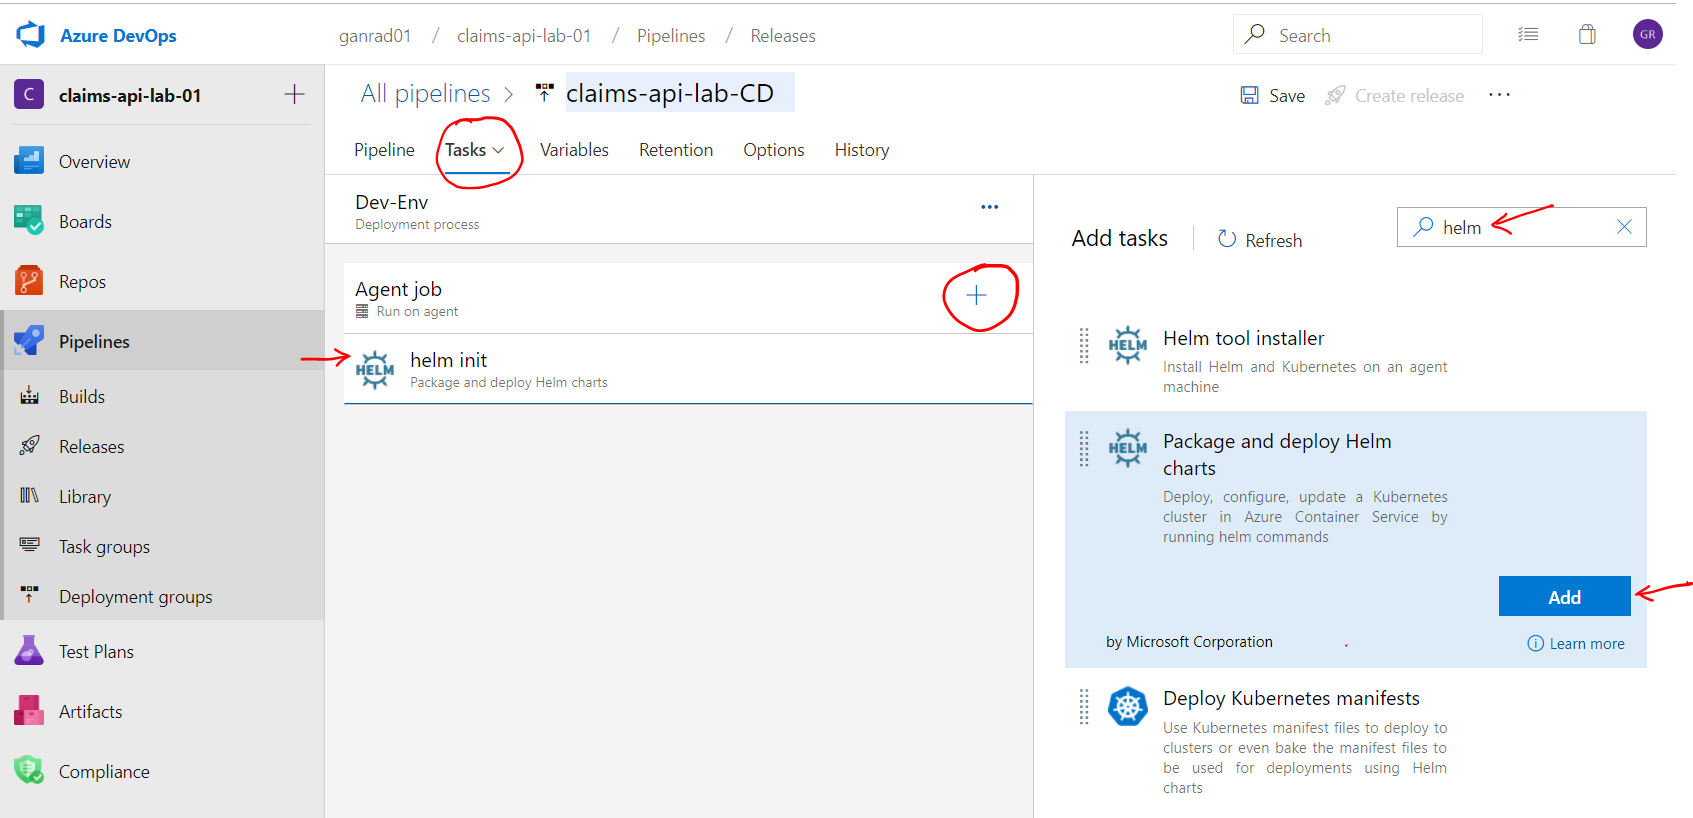 Azure DevOps
ganrad01 / claims-api-lab-01 / Pipelines / Releases
Search
GR
C claims-api-lab-01
All pipelines > claims-api-lab-CD
Save
Create release
...
Pipeline
Tasks
Variables
Retention
Options
History
Overview
Boards
Repos
Pipelines
Builds
Releases
Library
Task groups
Deployment groups
Test Plans
Artifacts
Compliance
Dev-Env
Deployment process
Agent job
Run on agent
HELM
helm init
Package and deploy Helm charts
Add tasks
Refresh
helm
HELM
Helm tool installer
Install Helm and Kubernetes on an agent
machine
HELM
Package and deploy Helm
charts
Deploy, configure, update a Kubernetes
cluster in Azure Container Service by
running helm commands
Add
by Microsoft Corporation
Learn more
Deploy Kubernetes manifests
Use Kubernetes manifest files to deploy to
clusters or even bake the manifest files to
be used for deployments using Helm
charts